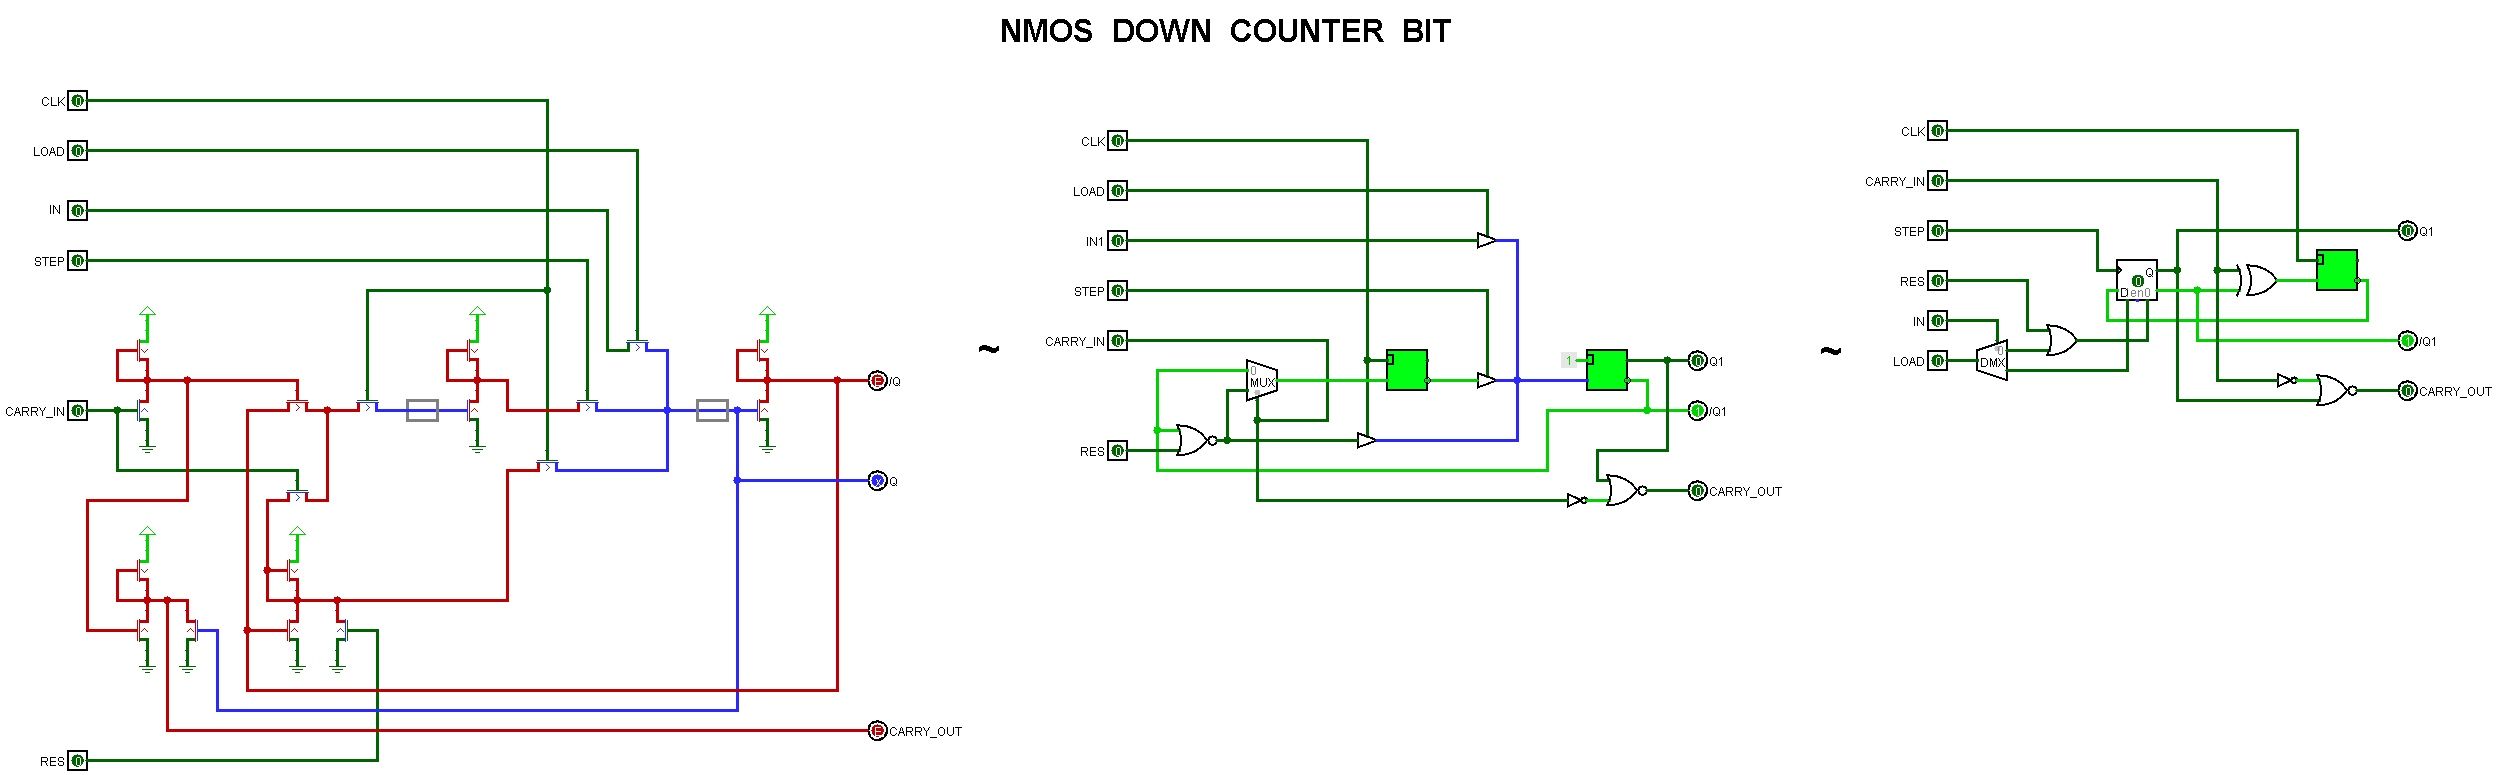 NMOS DOWN COUNTER BIT
CLK 0
LOAD 0
IN 0
STEP 0
CARRY_IN 0
RES 0
E /Q
x Q
E CARRY_OUT
~
CLK 0
LOAD 0
IN1 0
STEP 0
CARRY_IN 0
RES 0
0
MUX
1
0 Q1
1 /Q1
0 CARRY_OUT
~
CLK 0
CARRY_IN 0
STEP 0
RES 0
IN 0
LOAD 0
0
DMX
Q
0
D en0
0 Q1
1 /Q1
0 CARRY_OUT